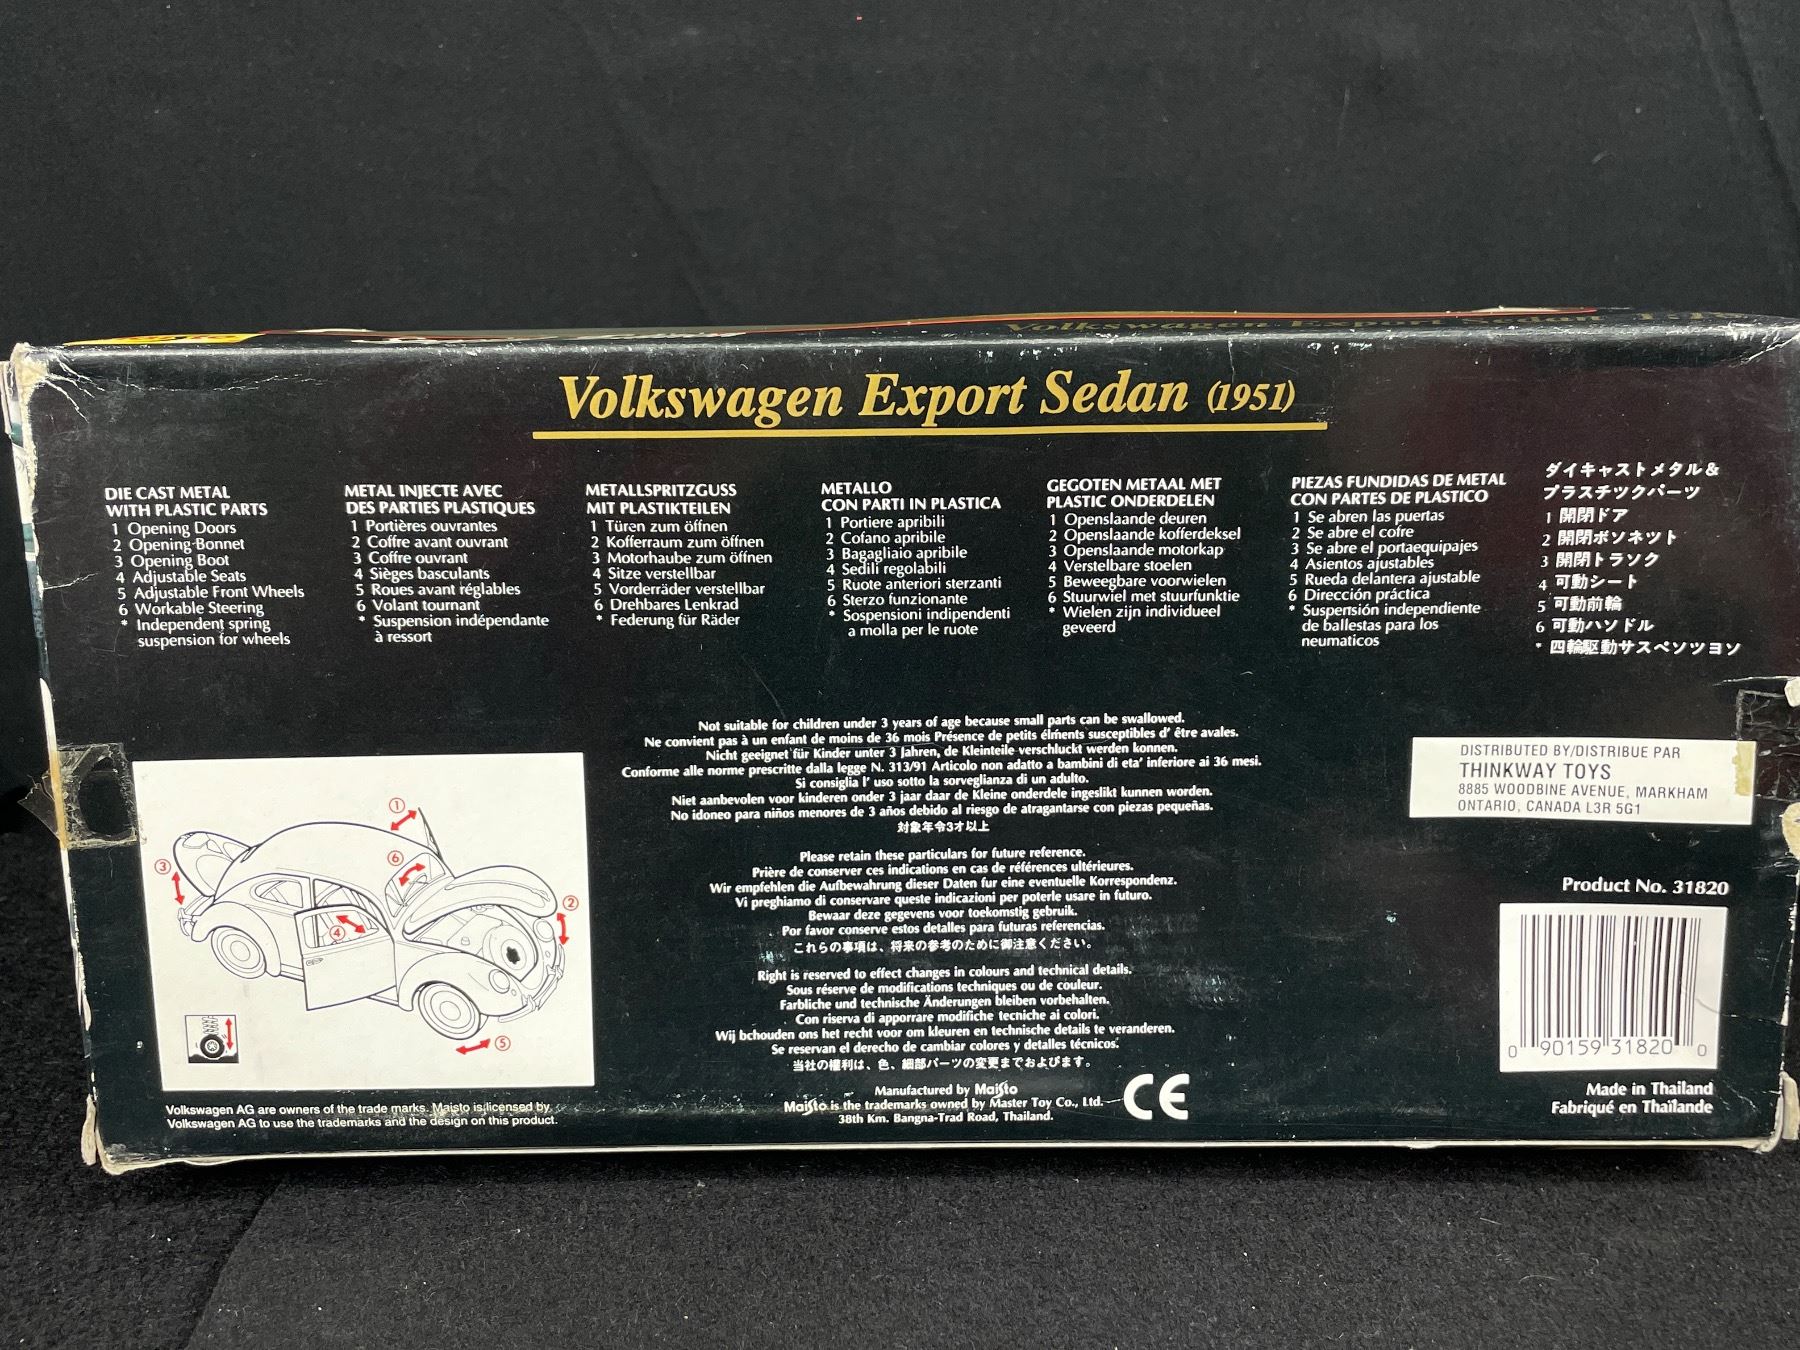 Volkswagen Export Sedan
Volkswagen Export Sedan (1951)
DIE CAST METAL
WITH PLASTIC PARTS
1 Opening Doors
2 Opening Bonnet
3 Opening Boot
4 Adjustable Seats
5 Adjustable Front Wheels
6 Workable Steering
* Independent spring
suspension for wheels
METAL INJECTE AVEC
DES PARTIES PLASTIQUES
1 Portières ouvrantes
2 Coffre avant ouvrant
3 Coffre ouvrant
4 Sièges basculants
5 Roues avant réglables
6 Volant tournant
* Suspension indépendante
à ressort
METALLSPRITZGUSS
MIT PLASTIKTEILEN
1 Türen zum öffnen
2 Kofferraum zum öffnen
3 Motorhaube zum öffnen
4 Sitze verstellbar
5 Vorderräder verstellbar
6 Drehbares Lenkrad
* Federung für Räder
METALLO
CON PARTI IN PLASTICA
1 Portiere apribili
2 Cofano apribile
3 Bagagliaio apribile
4 Sedili regolabili
5 Ruote anteriori sterzanti
6 Sterzo funzionante
* Sospensioni indipendenti
a molla per le ruote
GEGOTEN METAAL MET
PLASTIC ONDERDELEN
1 Openslaande deuren
2 Openslaande kofferdeksel
3 Openslaande motorkap
4 Verstelbare stoelen
5 Beweegbare voorwielen
6 Stuurwiel met stuurfunktie
* Wielen zijn individueel
geveerd
PIEZAS FUNDIDAS DE METAL
CON PARTES DE PLASTICO
1 Se abren las puertas
2 Se abre el cofre
3 Se abre el portaequipajes
4 Asientos ajustables
5 Rueda delantera ajustable
6 Dirección práctica
* Suspensión independiente
de ballestas para los
neumaticos
ダイキャストメタル&
プラスチツクパーツ
1 開閉ドア
2 開閉ボソネツト
3 開閉トラソク
4 可動シート
5 可動前輪
6 可動ハソドル
* 四輪駆動サスペソツヨソ
Not suitable for children under 3 years of age because small parts can be swallowed.
Ne convient pas à un enfant de moins de 36 mois Présence de petits élments susceptibles d' être avales.
Nicht geeignet für Kinder unter 3 Jahren, de Kleinteile verschluckt werden konnen.
Conforme alle norme prescritte dalla legge N. 313/91 Articolo non adatto a bambini di eta' inferiore ai 36 mesi.
Si consiglia l' uso sotto la sorveglianza di un adulto.
Niet aanbevolen voor kinderen onder 3 jaar daar de Kleine onderdele ingeslikt kunnen worden.
No idoneo para niños menores de 3 años debido al riesgo de atragantarse con piezas pequeñas.
対象年令3才以上
Please retain these particulars for future reference.
Prière de conserver ces indications en cas de références ultérieures.
Wir empfehlen die Aufbewahrung dieser Daten fur eine eventuelle Korrespondenz.
Vi preghiamo di conservare queste indicazioni per poterle usare in futuro.
Bewaar deze gegevens voor toekomstig gebruik.
Por favor conserve estos detalles para futuras referencias.
これらの事項は、将来の参考のために御注意ください。
Right is reserved to effect changes in colours and technical details.
Sous réserve de modifications techniques ou de couleur.
Farbliche und technische Änderungen bleiben vorbehalten.
Con riserva di apporrare modifiche tecniche ai colori.
Wij bchouden ons het recht voor om kleuren en technische details te veranderen.
Se reservan el derecho de cambiar colores y detalles técnicos.
当社の権利は、色、細部パーツの変更までおよびます。
Manufactured by Maisto
Maisto is the trademarks owned by Master Toy Co., Ltd.
38th Km. Bangna-Trad Road, Thailand.
CE
1
2
3
4
5
6
Volkswagen AG are owners of the trade marks. Maisto is licensed by
Volkswagen AG to use the trademarks and the design on this product.
DISTRIBUTED BY/DISTRIBUE PAR
THINKWAY TOYS
8885 WOODBINE AVENUE, MARKHAM
ONTARIO, CANADA L3R 5G1
Product No. 31820
0 90159 31820 0
Made in Thailand
Fabriqué en Thaïlande